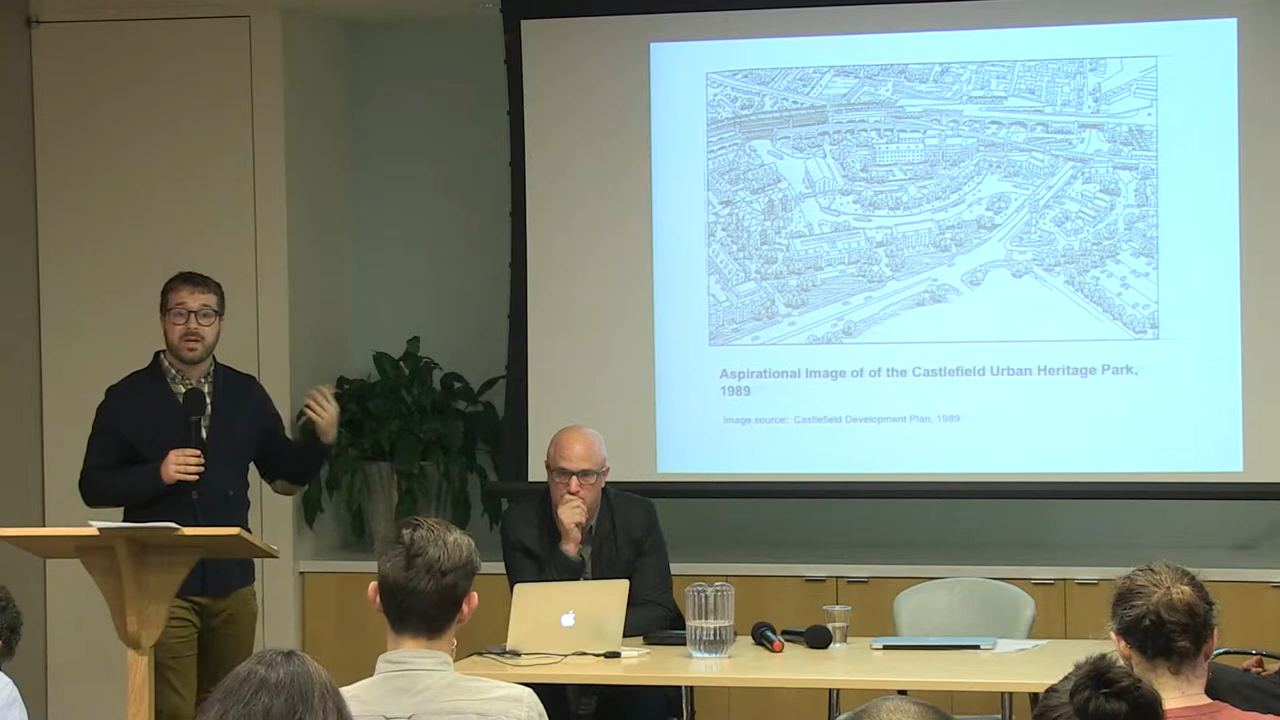 Aspirational Image of of the Castlefield Urban Heritage Park,
1989
Image source: Castlefield Development Plan, 1989